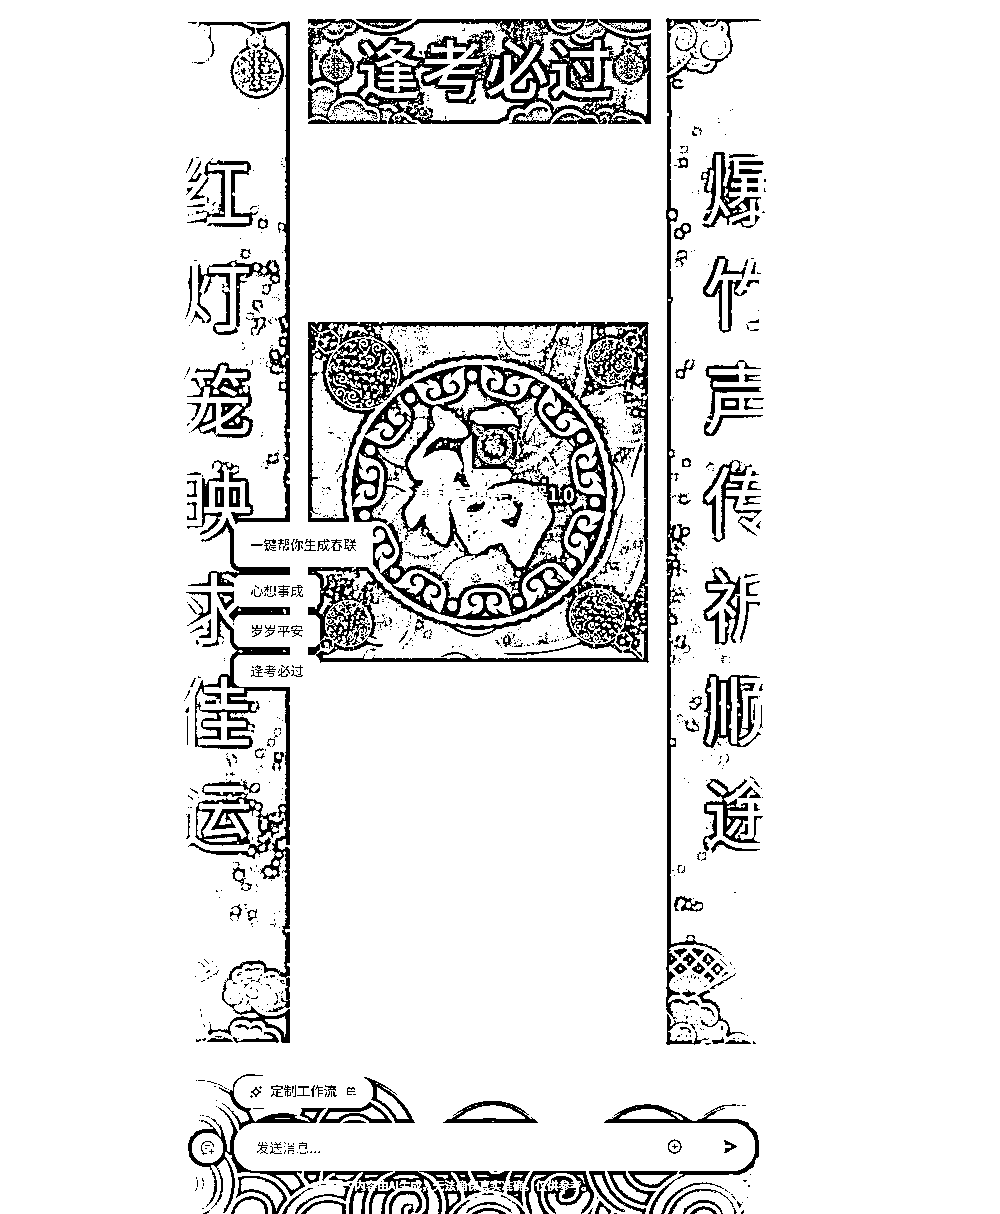 逢考必过
爆竹声传祈顺途
红灯笼映求佳运
1.0
一键帮你生成春联
心想事成
岁岁平安
逢考必过
定制工作流
发送消息...
内容由AI生成，无法确保真实准确，仅供参考。